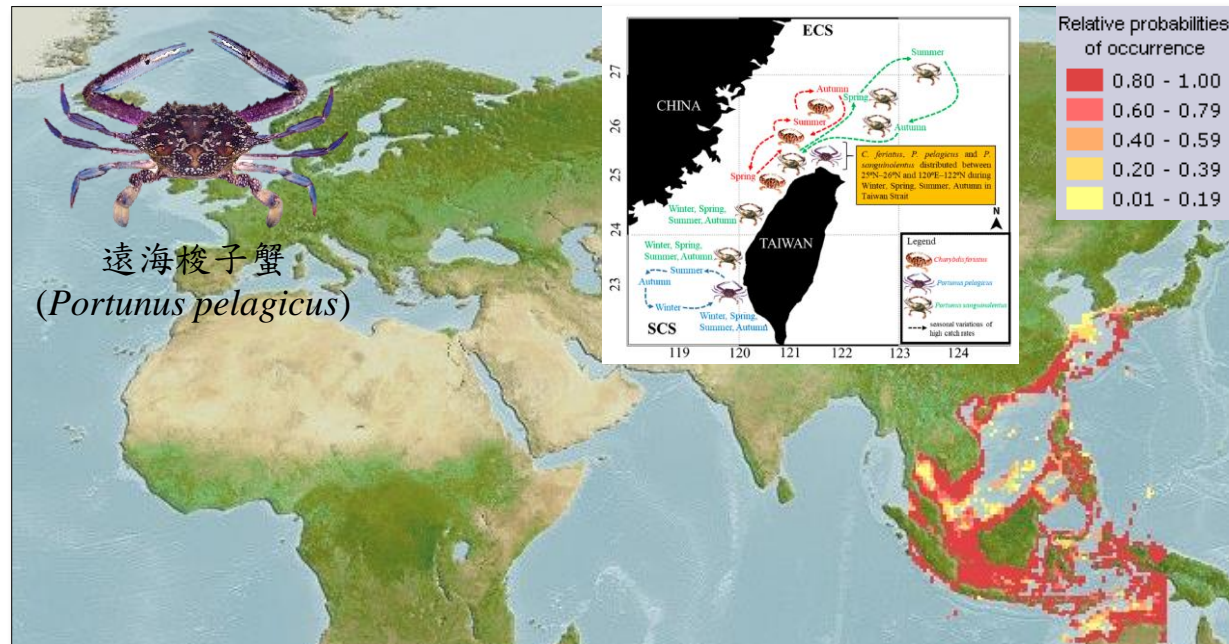 遠海梭子蟹
(Portunus pelagicus)
ECS
CHINA
TAIWAN
SCS
27
26
25
24
23
119
120
121
122
123
124
Autumn
Summer
Spring
Summer
Spring
Autumn
Winter, Spring,
Summer, Autumn
Winter, Spring,
Summer, Autumn
Summer
Autumn
Winter
Winter, Spring,
Summer, Autumn
C. feriatus, P. pelagicus and P.
sanguinolentus distributed between
25ºN–26ºN and 120ºE–122ºN during
Winter, Spring, Summer, Autumn in
Taiwan Strait
N
Legend
Charybdis feriatus
Portunus pelagicus
Portunus sanguinolentus
seasonal variations of
high catch rates
Relative probabilities
of occurrence
0.80 - 1.00
0.60 - 0.79
0.40 - 0.59
0.20 - 0.39
0.01 - 0.19